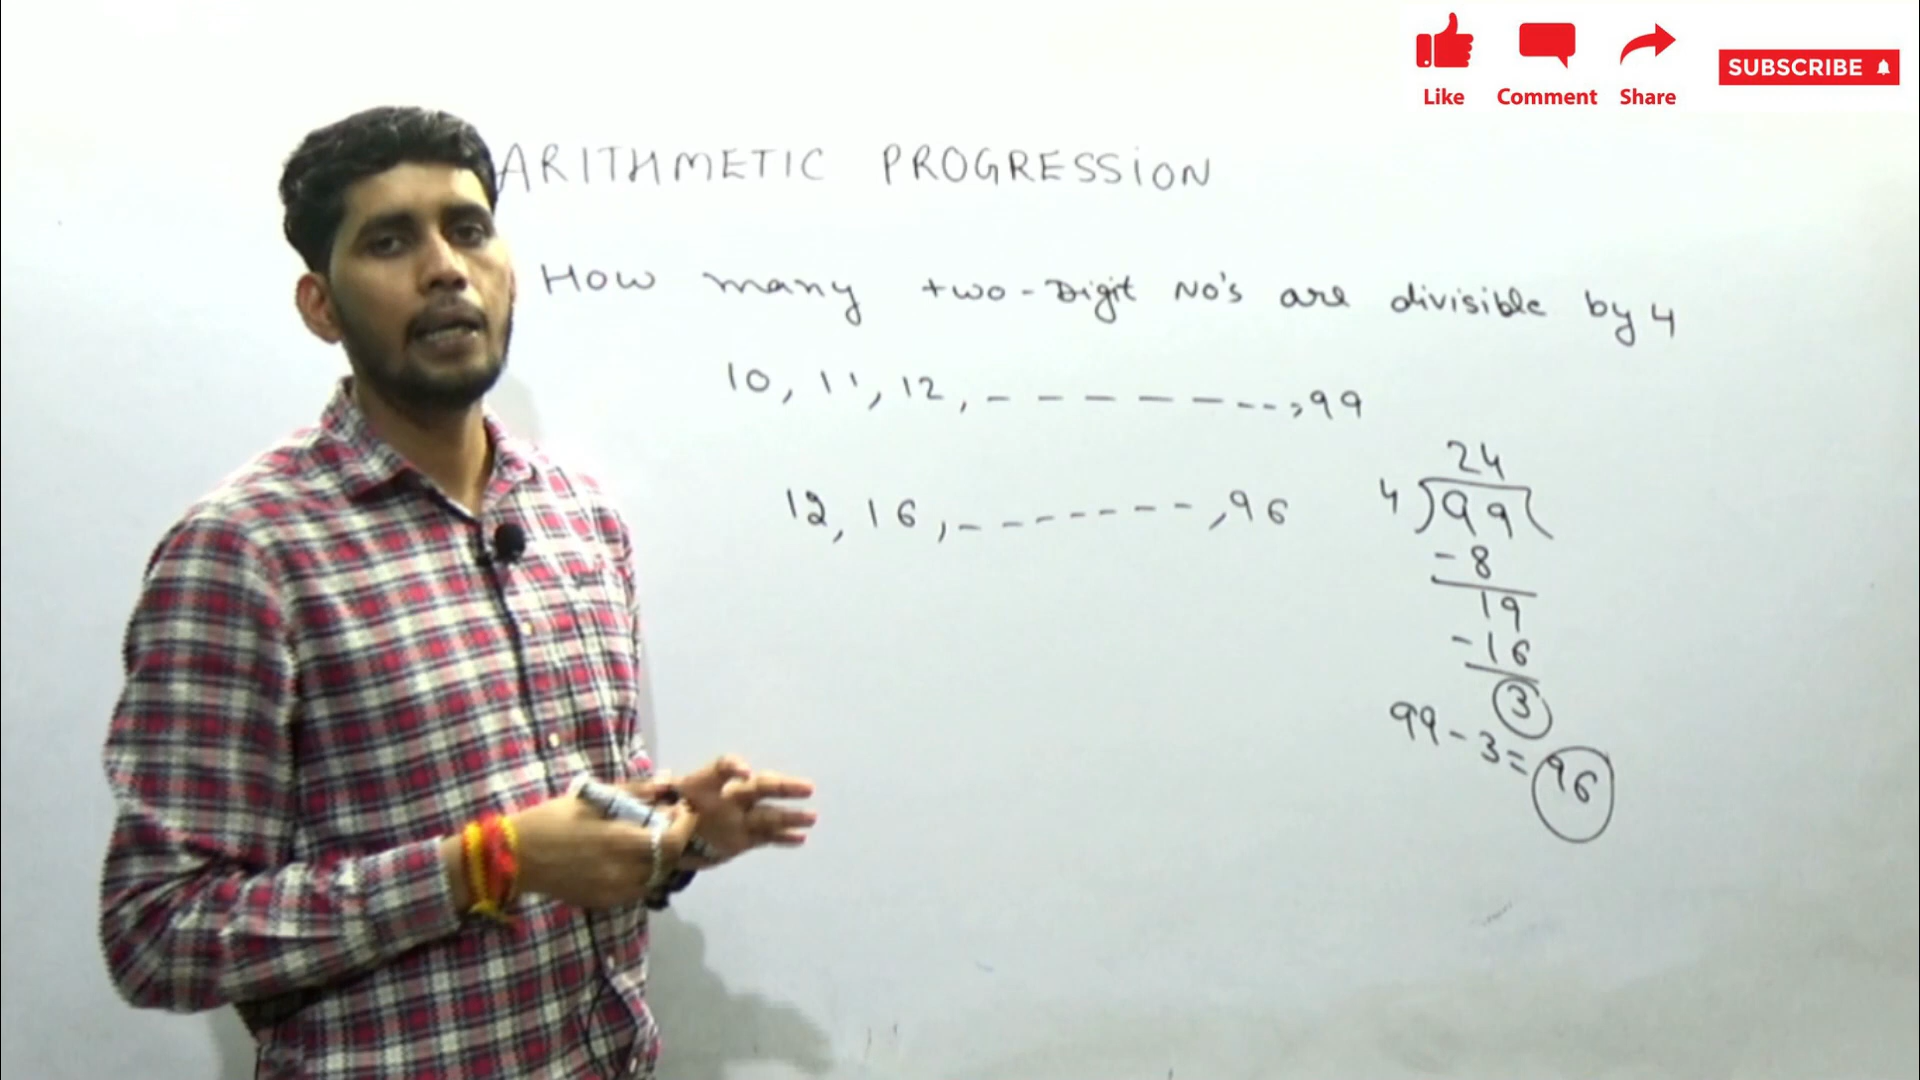 Like Comment Share SUBSCRIBE
ARITHMETIC PROGRESSION
How many two-Digit No's are divisible by 4
10, 11, 12, - - - - - - - , 99
12, 16, - - - - - - - , 96
24
4)99(
-8
19
-16
3
99-3=96